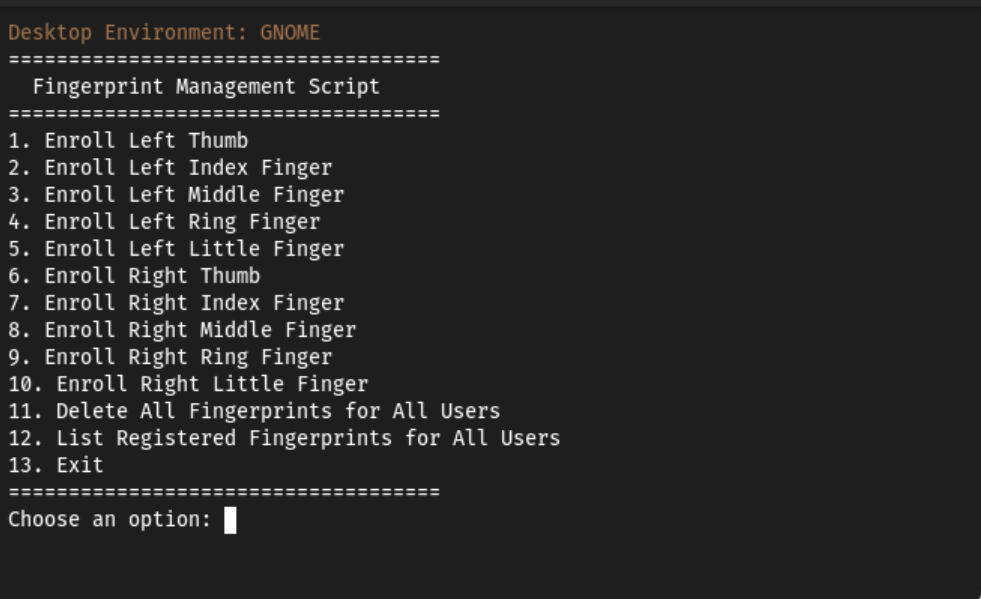 Desktop Environment: GNOME
====================================
Fingerprint Management Script
====================================
1. Enroll Left Thumb
2. Enroll Left Index Finger
3. Enroll Left Middle Finger
4. Enroll Left Ring Finger
5. Enroll Left Little Finger
6. Enroll Right Thumb
7. Enroll Right Index Finger
8. Enroll Right Middle Finger
9. Enroll Right Ring Finger
10. Enroll Right Little Finger
11. Delete All Fingerprints for All Users
12. List Registered Fingerprints for All Users
13. Exit
====================================
Choose an option: